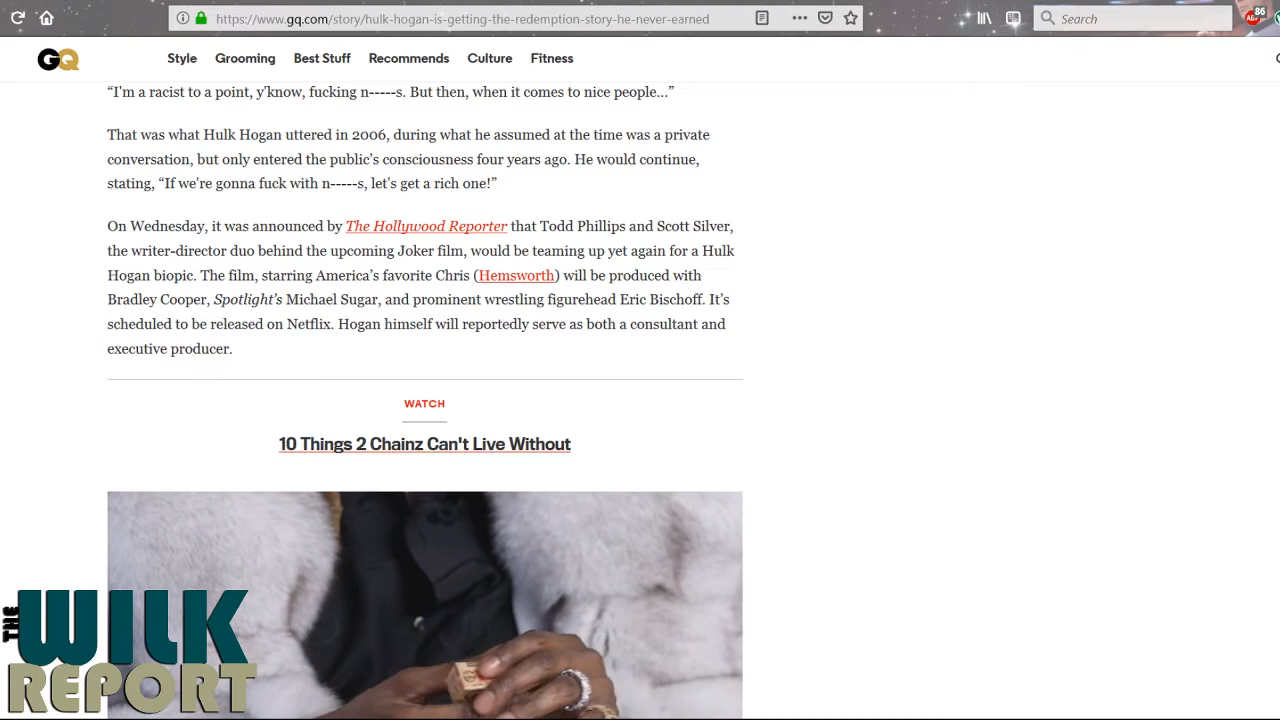 https://www.gq.com/story/hulk-hogan-is-getting-the-redemption-story-he-never-earned
Search
86
ABP
GQ
Style Grooming Best Stuff Recommends Culture Fitness
“I'm a racist to a point, y'know, fucking n-----s. But then, when it comes to nice people…”
That was what Hulk Hogan uttered in 2006, during what he assumed at the time was a private
conversation, but only entered the public’s consciousness four years ago. He would continue,
stating, “If we're gonna fuck with n-----s, let's get a rich one!”
On Wednesday, it was announced by The Hollywood Reporter that Todd Phillips and Scott Silver,
the writer-director duo behind the upcoming Joker film, would be teaming up yet again for a Hulk
Hogan biopic. The film, starring America’s favorite Chris (Hemsworth) will be produced with
Bradley Cooper, Spotlight’s Michael Sugar, and prominent wrestling figurehead Eric Bischoff. It’s
scheduled to be released on Netflix. Hogan himself will reportedly serve as both a consultant and
executive producer.
WATCH
10 Things 2 Chainz Can't Live Without
THE WILK
REPORT